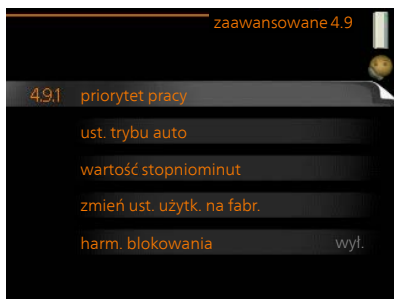 zaawansowane 4.9
4.9.1 priorytet pracy
ust. trybu auto
wartość stopniominut
zmień ust. użytk. na fabr.
harm. blokowania wył.